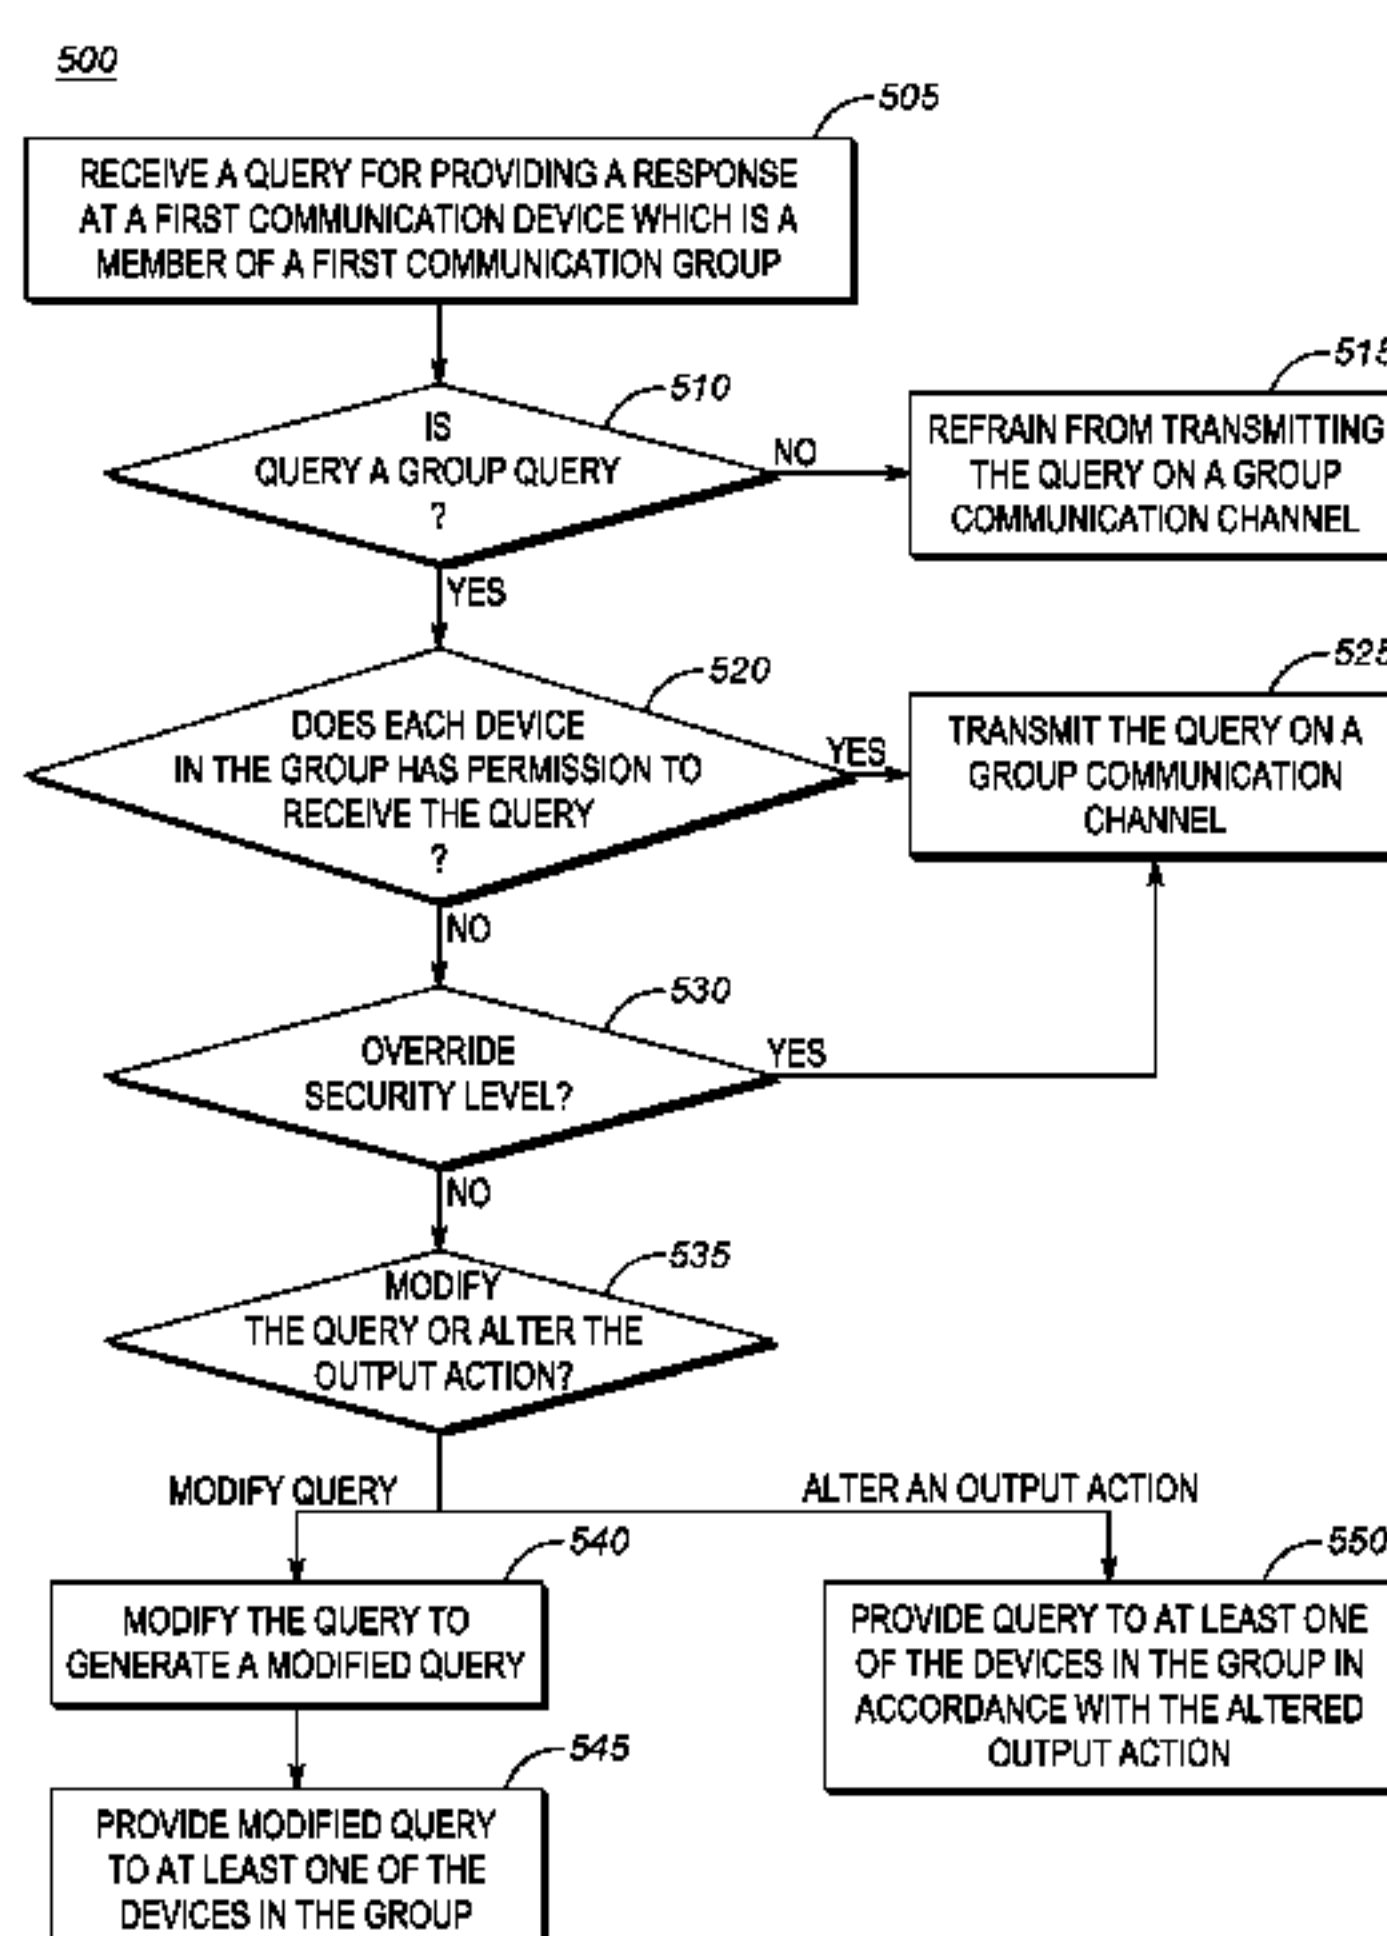 500
505
RECEIVE A QUERY FOR PROVIDING A RESPONSE
AT A FIRST COMMUNICATION DEVICE WHICH IS A
MEMBER OF A FIRST COMMUNICATION GROUP
510
IS
QUERY A GROUP QUERY
?
NO
515
REFRAIN FROM TRANSMITTING
THE QUERY ON A GROUP
COMMUNICATION CHANNEL
YES
520
DOES EACH DEVICE
IN THE GROUP HAS PERMISSION TO
RECEIVE THE QUERY
?
YES
525
TRANSMIT THE QUERY ON A
GROUP COMMUNICATION
CHANNEL
NO
530
OVERRIDE
SECURITY LEVEL?
YES
NO
535
MODIFY
THE QUERY OR ALTER THE
OUTPUT ACTION?
MODIFY QUERY
ALTER AN OUTPUT ACTION
540
MODIFY THE QUERY TO
GENERATE A MODIFIED QUERY
550
PROVIDE QUERY TO AT LEAST ONE
OF THE DEVICES IN THE GROUP IN
ACCORDANCE WITH THE ALTERED
OUTPUT ACTION
545
PROVIDE MODIFIED QUERY
TO AT LEAST ONE OF THE
DEVICES IN THE GROUP